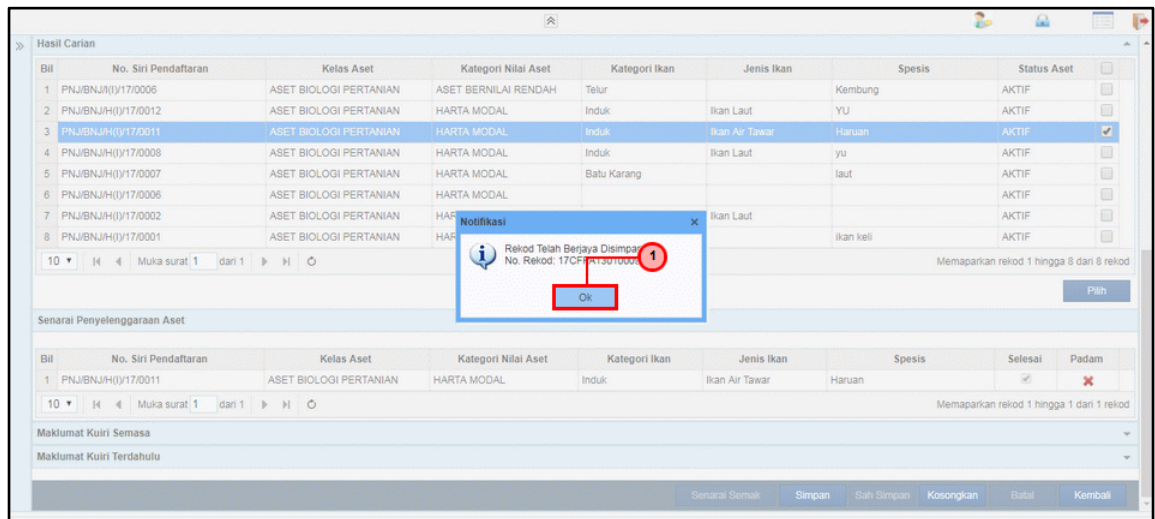 Hasil Carian
Bil No. Siri Pendaftaran Kelas Aset Kategori Nilai Aset Kategori Ikan Jenis Ikan Spesis Status Aset
1 PNJ/BNJ/I(I)/17/0006 ASET BIOLOGI PERTANIAN ASET BERNILAI RENDAH Telur Kembung AKTIF
2 PNJ/BNJ/H(I)/17/0012 ASET BIOLOGI PERTANIAN HARTA MODAL Induk Ikan Laut YU AKTIF
3 PNJ/BNJ/H(I)/17/0011 ASET BIOLOGI PERTANIAN HARTA MODAL Induk Ikan Air Tawar Haruan AKTIF
4 PNJ/BNJ/H(I)/17/0008 ASET BIOLOGI PERTANIAN HARTA MODAL Induk Ikan Laut yu AKTIF
5 PNJ/BNJ/H(I)/17/0007 ASET BIOLOGI PERTANIAN HARTA MODAL Batu Karang laut AKTIF
6 PNJ/BNJ/H(I)/17/0006 ASET BIOLOGI PERTANIAN HARTA MODAL AKTIF
7 PNJ/BNJ/H(I)/17/0002 ASET BIOLOGI PERTANIAN Ikan Laut AKTIF
8 PNJ/BNJ/H(I)/17/0001 ASET BIOLOGI PERTANIAN ikan keli AKTIF
Notifikasi
Rekod Telah Berjaya
No. Rekod:
1
Ok
10 Muka surat 1 dari 1 Memaparkan rekod 1 hingga 8 dari 8 rekod
Pilih
Senarai Penyelenggaraan Aset
Bil No. Siri Pendaftaran Kelas Aset Kategori Nilai Aset Kategori Ikan Jenis Ikan Spesis Selesai Padam
1 PNJ/BNJ/H(I)/17/0011 ASET BIOLOGI PERTANIAN HARTA MODAL Induk Ikan Air Tawar Haruan
10 Muka surat 1 dari 1 Memaparkan rekod 1 hingga 1 dari 1 rekod
Maklumat Kuiri Semasa
Maklumat Kuiri Terdahulu
Senarai Semak Simpan Sah Simpan Kosongkan Batal Kembali